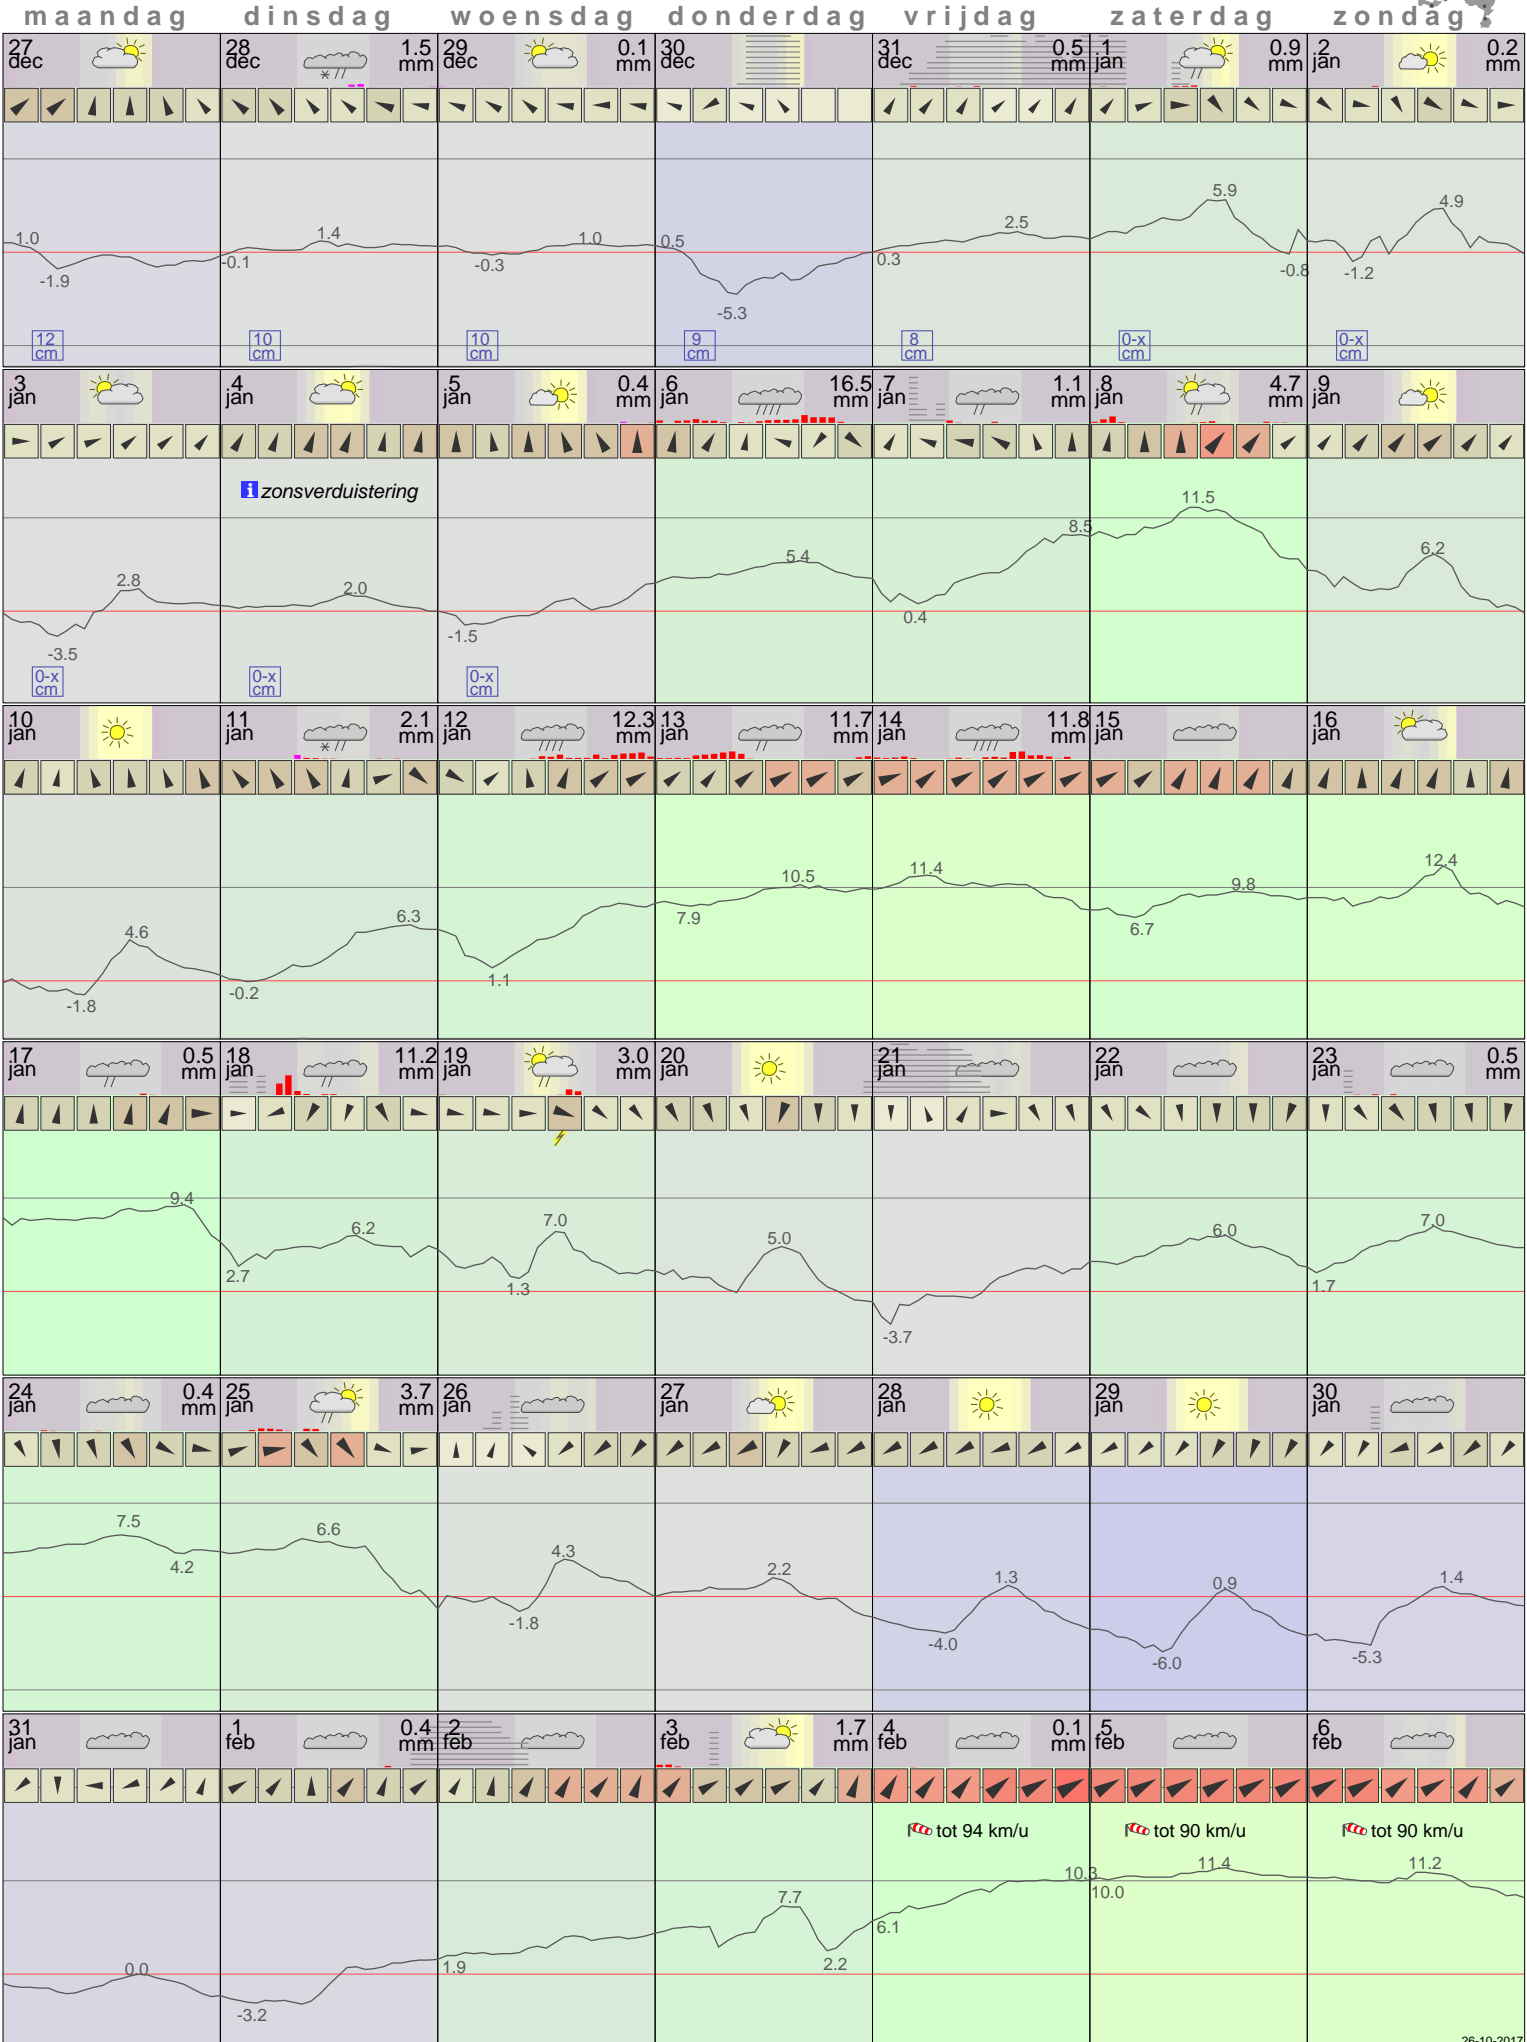 maandag dinsdag woensdag donderdag vrijdag zaterdag zondag
27 dec
28 dec 1.5 mm
29 dec 0.1 mm
30 dec
31 dec 0.5 mm
1 jan 0.9 mm
2 jan 0.2 mm
1.0 -1.9 -0.1 1.4 -0.3 1.0 0.5 -5.3 0.3 2.5 5.9 -0.8 -1.2 4.9
12 cm
10 cm
10 cm
9 cm
8 cm
0-x cm
0-x cm
3 jan
4 jan
5 jan 0.4 mm
6 jan 16.5 mm
7 jan 1.1 mm
8 jan 4.7 mm
9 jan
i zonsverduistering
-3.5 2.8 2.0 -1.5 5.4 0.4 8.5 11.5 6.2
0-x cm
0-x cm
0-x cm
10 jan
11 jan 2.1 mm
12 jan 12.3 mm
13 jan 11.7 mm
14 jan 11.8 mm
15 jan
16 jan
-1.8 4.6 -0.2 6.3 1.1 7.9 10.5 11.4 6.7 9.8 12.4
17 jan 0.5 mm
18 jan 11.2 mm
19 jan 3.0 mm
20 jan
21 jan
22 jan
23 jan 0.5 mm
9.4 2.7 6.2 1.3 7.0 5.0 -3.7 6.0 1.7 7.0
24 jan 0.4 mm
25 jan 3.7 mm
26 jan
27 jan
28 jan
29 jan
30 jan
7.5 4.2 6.6 -1.8 4.3 2.2 -4.0 1.3 -6.0 0.9 -5.3 1.4
31 jan
1 feb 0.4 mm
2 feb
3 feb 1.7 mm
4 feb 0.1 mm
5 feb
6 feb
tot 94 km/u
tot 90 km/u
tot 90 km/u
0.0 -3.2 1.9 7.7 2.2 6.1 10.3 10.0 11.4 11.2
26-10-2017